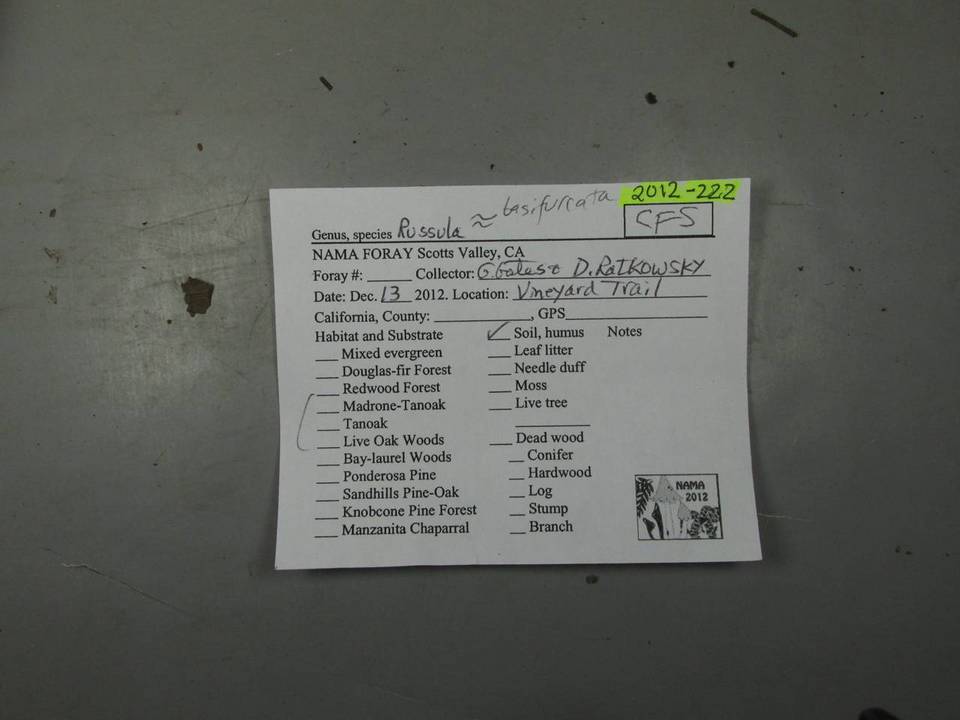 2012-222
Genus, species Russula ≈ basifurcata
CFS
NAMA FORAY Scotts Valley, CA
Foray #: ______ Collector: G. Gates & D. RATKOWSKY
Date: Dec. 13 2012. Location: Vineyard Trail
California, County: ____________, GPS____________
Habitat and Substrate ✓ Soil, humus Notes
___ Mixed evergreen ___ Leaf litter
___ Douglas-fir Forest ___ Needle duff
___ Redwood Forest ___ Moss
___ Madrone-Tanoak ___ Live tree
___ Tanoak __________
___ Live Oak Woods ___ Dead wood
___ Bay-laurel Woods __ Conifer
___ Ponderosa Pine __ Hardwood
___ Sandhills Pine-Oak __ Log
___ Knobcone Pine Forest __ Stump
___ Manzanita Chaparral __ Branch
NAMA
2012